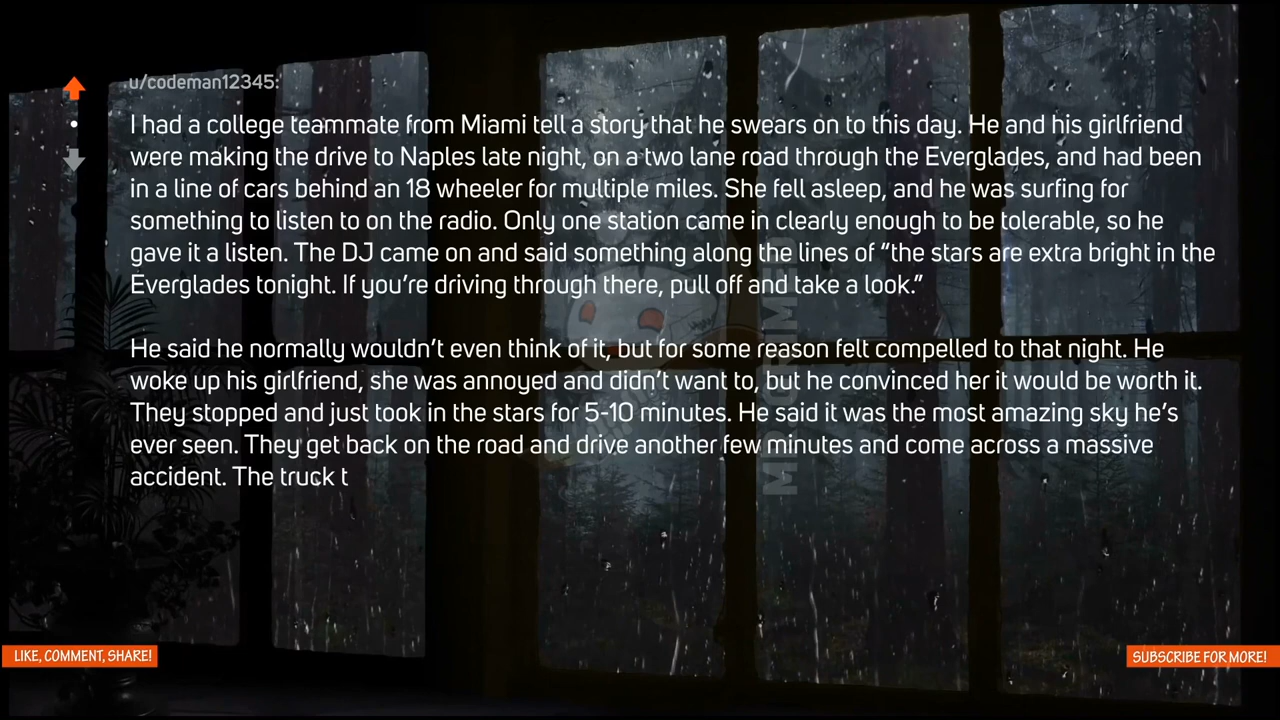 u/codeman12345:
I had a college teammate from Miami tell a story that he swears on to this day. He and his girlfriend
were making the drive to Naples late night, on a two lane road through the Everglades, and had been
in a line of cars behind an 18 wheeler for multiple miles. She fell asleep, and he was surfing for
something to listen to on the radio. Only one station came in clearly enough to be tolerable, so he
gave it a listen. The DJ came on and said something along the lines of “the stars are extra bright in the
Everglades tonight. If you’re driving through there, pull off and take a look.”
He said he normally wouldn’t even think of it, but for some reason felt compelled to that night. He
woke up his girlfriend, she was annoyed and didn’t want to, but he convinced her it would be worth it.
They stopped and just took in the stars for 5-10 minutes. He said it was the most amazing sky he’s
ever seen. They get back on the road and drive another few minutes and come across a massive
accident. The truck t
LIKE, COMMENT, SHARE!
SUBSCRIBE FOR MORE!